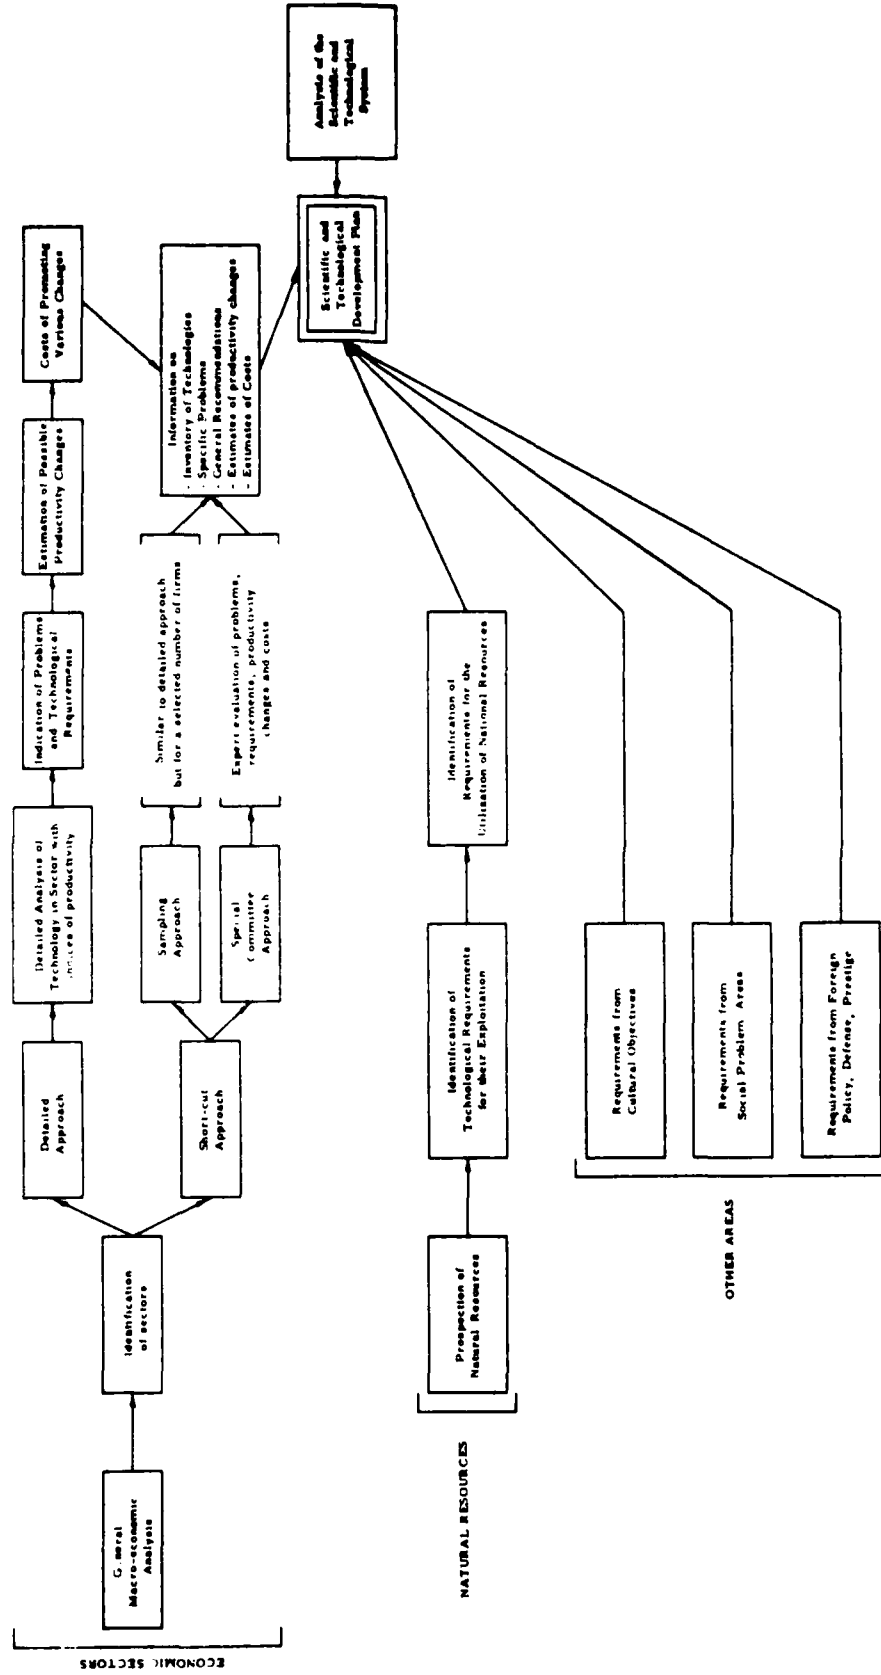 ECONOMIC SECTORS
Macro-economic
Analysis
Identification
of sectors
Detailed
Approach
Detailed Analysis of
Technology in Sector with
of productivity
Indication of Problems
and Technological
Requirements
Estimation of Possible
Productivity Changes
Costs of Promoting
Various Changes
Short-cut
Approach
Sampling
Approach
Similar to detailed approach
but for a selected number of firms
Special
Committee
Approach
Expert evaluation of problems,
requirements, productivity
changes and costs
Information on
- Inventory of Technologies
- Specific Problems
- General Recommendations
- Estimates of productivity changes
- Estimates of Costs
Scientific and
Technological
Development Plan
Analysis of the
Scientific and
Technological
System
NATURAL RESOURCES
Prospection of
Natural Resources
Identification of
Technological Requirements
for their Exploitation
Identification of
Requirements for the
of National Resources
OTHER AREAS
Requirements from
Cultural Objectives
Requirements from
Social Problem Areas
Requirements from Foreign
Policy, Defense, Prestige